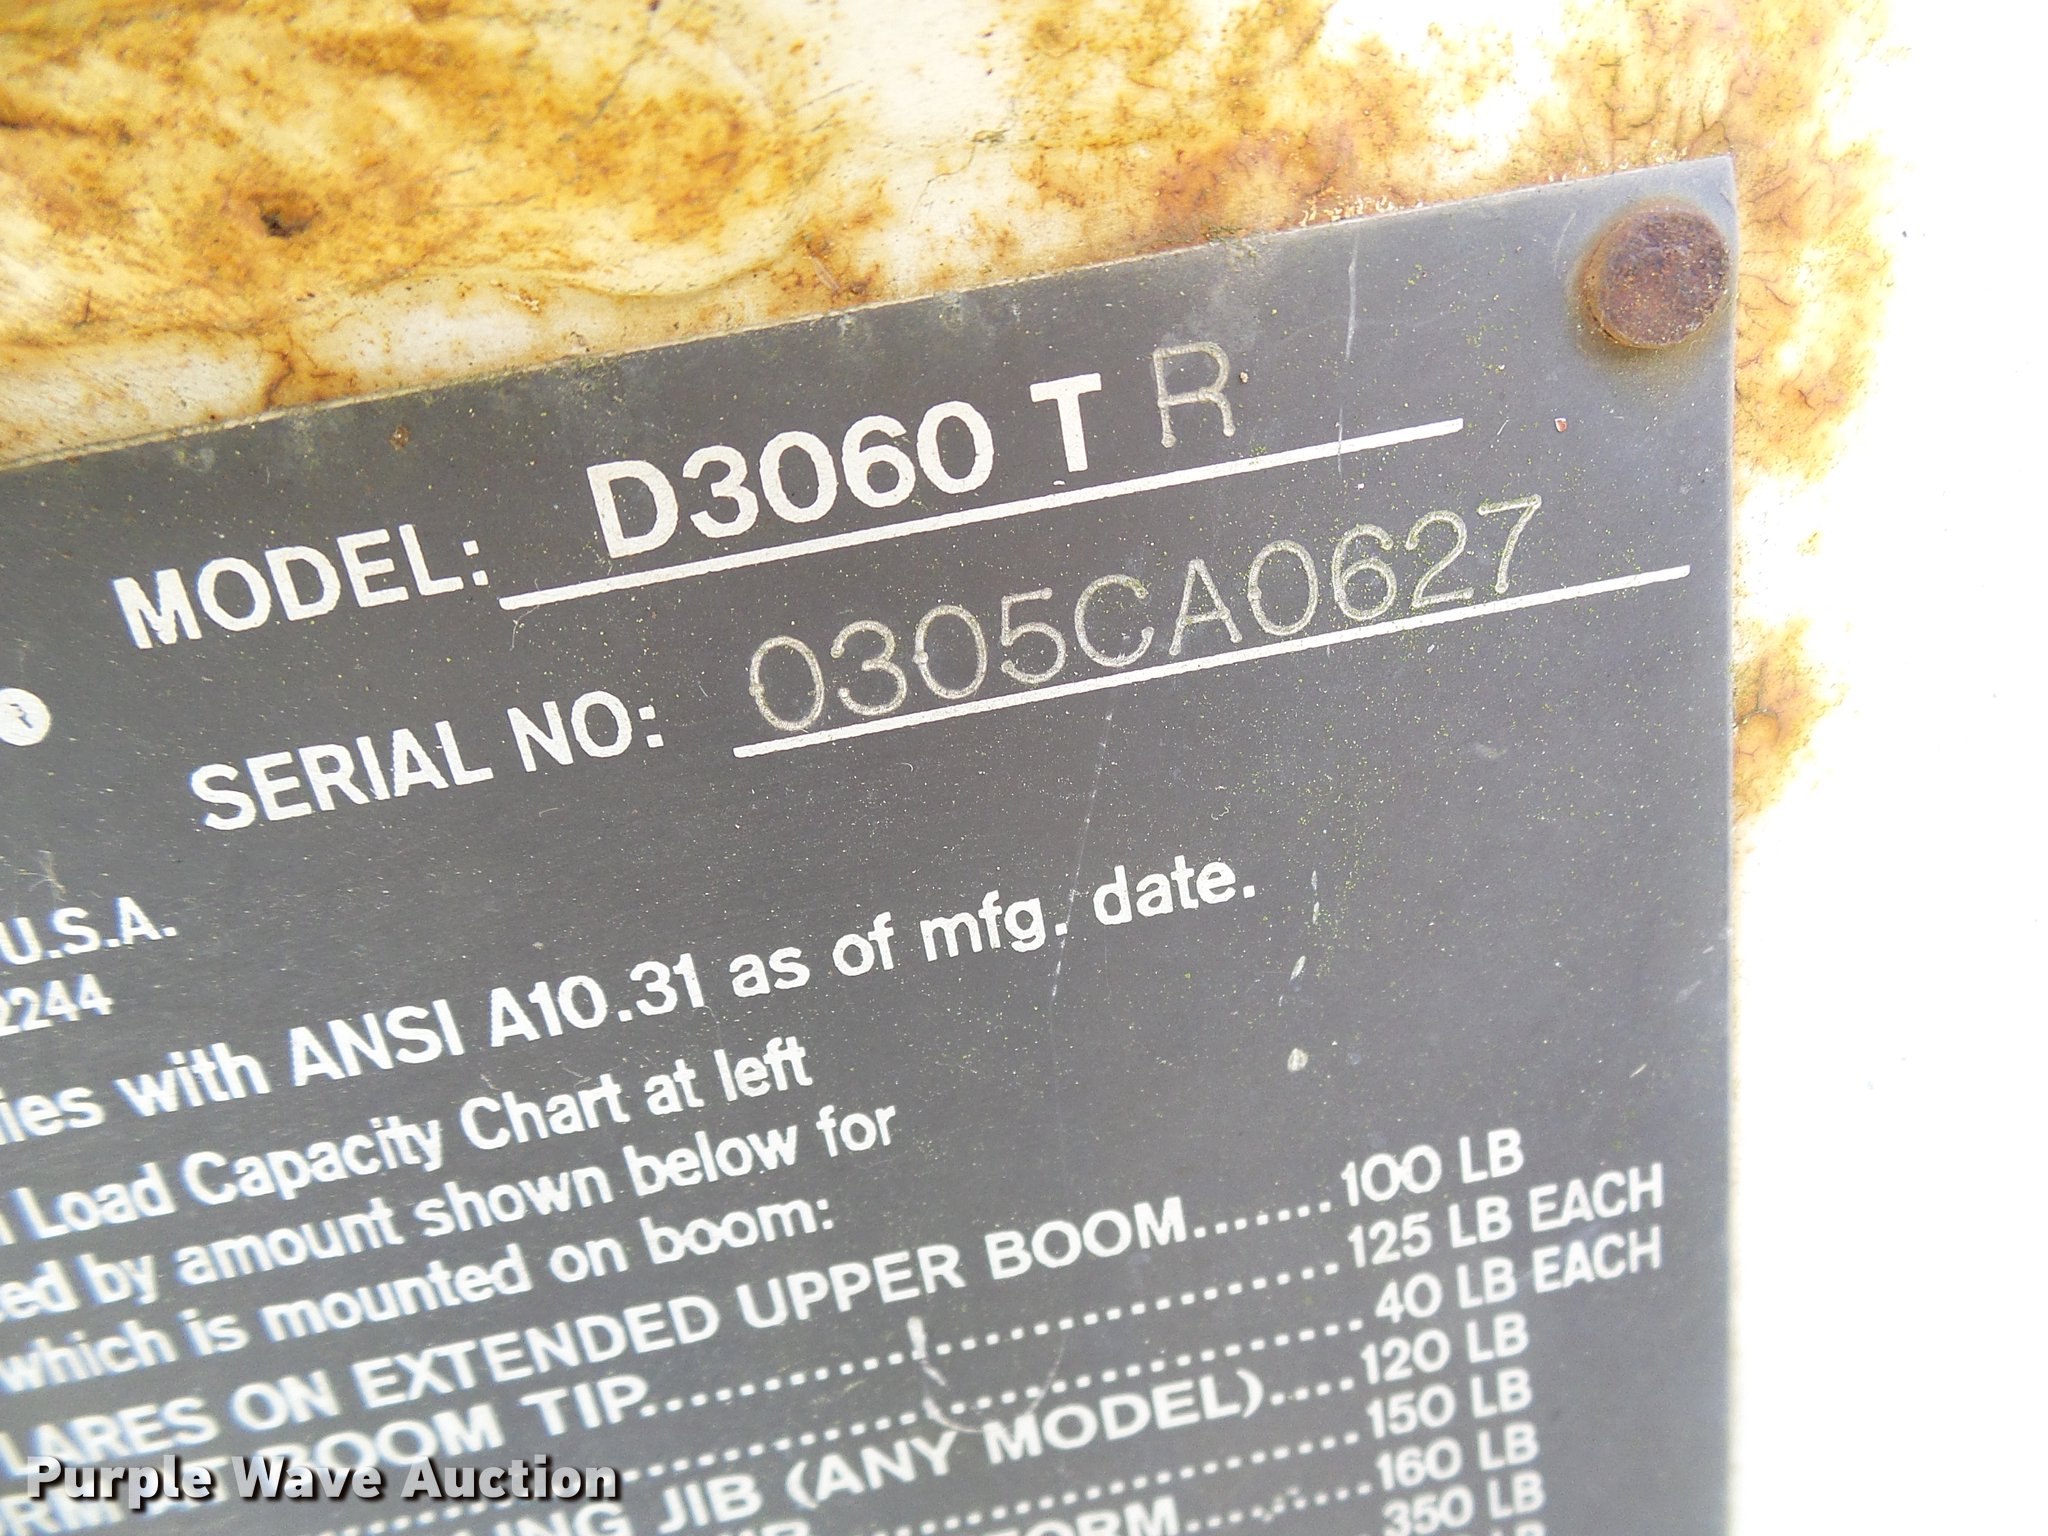 MODEL: D3060 T R
SERIAL NO: 0305CA0627
U.S.A.
2244
ies with ANSI A10.31 as of mfg. date.
Load Capacity Chart at left
ed by amount shown below for
which is mounted on boom:
LARES ON EXTENDED UPPER BOOM.......100 LB
BOOM TIP..........................125 LB EACH
40 LB EACH
LING JIB (ANY MODEL)....120 LB
150 LB
ORM.......160 LB
350 LB
LB
Purple Wave Auction